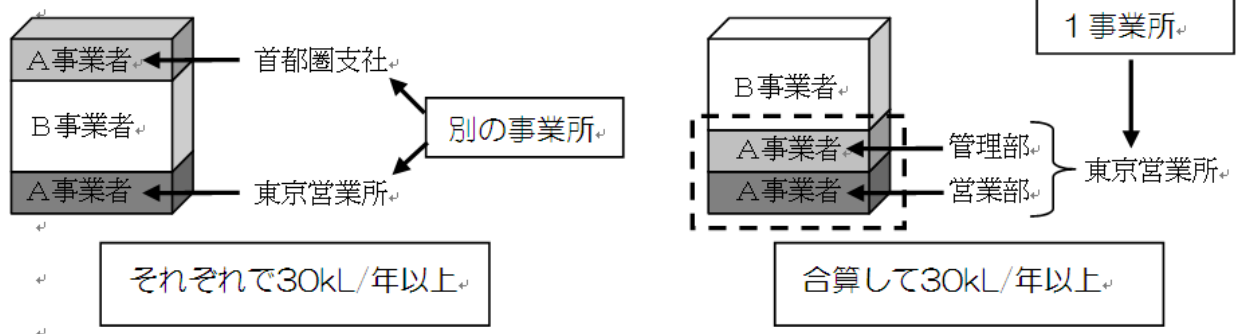 A事業者
首都圏支社
B事業者
別の事業所
A事業者
東京営業所
それぞれで30kL/年以上
1事業所
B事業者
A事業者
管理部
A事業者
営業部
東京営業所
合算して30kL/年以上